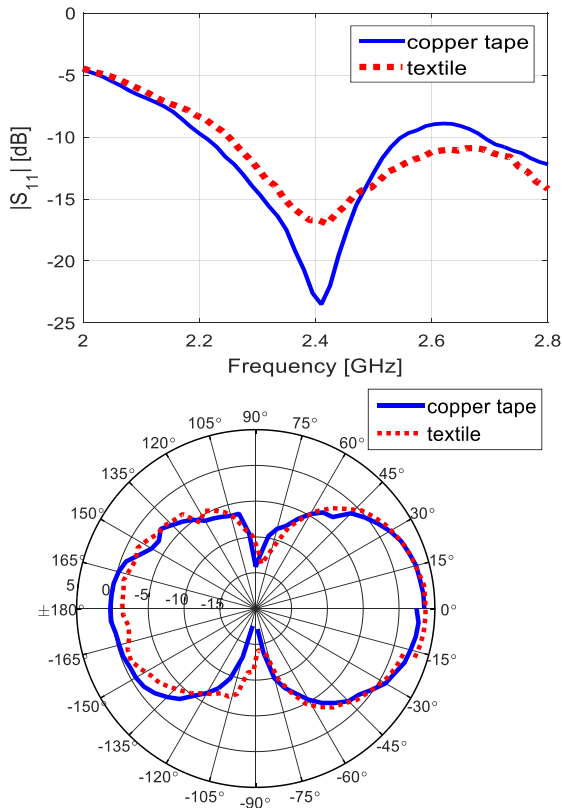 0
-5
-10
-15
-20
-25
|S11| [dB]
copper tape
textile
2 2.2 2.4 2.6 2.8
Frequency [GHz]
copper tape
textile
90°
105° 75°
120° 60°
135° 45°
150° 30°
165° 15°
5 0 -5 -10 -15
±180° 0°
-165 -15°
-150° -30°
-135° -45°
-120° -60°
-105° -75°
-90°